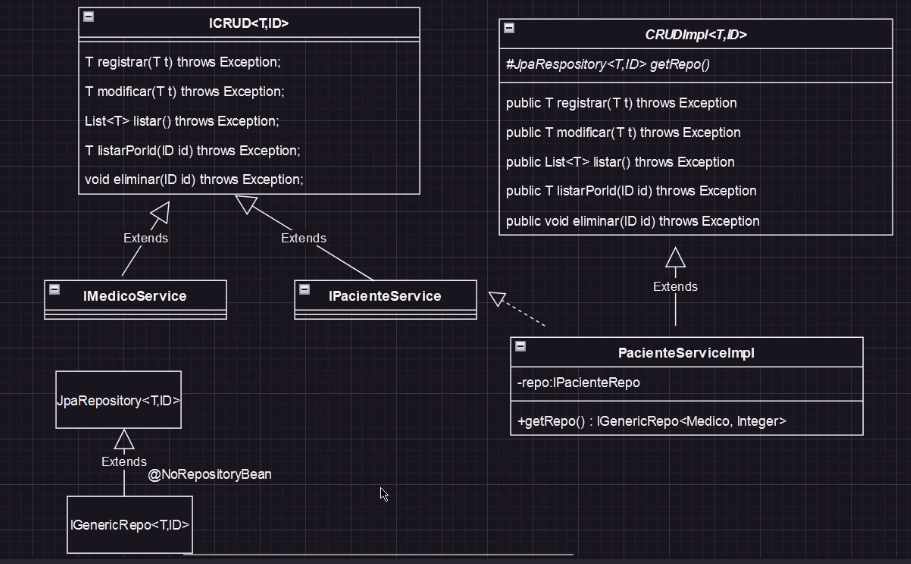 ICRUD<T,ID>
T registrar(T t) throws Exception;
T modificar(T t) throws Exception;
List<T> listar() throws Exception;
T listarPorId(ID id) throws Exception;
void eliminar(ID id) throws Exception;
CRUDImpl<T,ID>
#JpaRespository<T,ID> getRepo()
public T registrar(T t) throws Exception
public T modificar(T t) throws Exception
public List<T> listar() throws Exception
public T listarPorId(ID id) throws Exception
public void eliminar(ID id) throws Exception
Extends
Extends
Extends
IMedicoService
IPacienteService
PacienteServiceImpl
-repo:IPacienteRepo
+getRepo() : IGenericRepo<Medico, Integer>
JpaRepository<T,ID>
Extends
@NoRepositoryBean
IGenericRepo<T,ID>